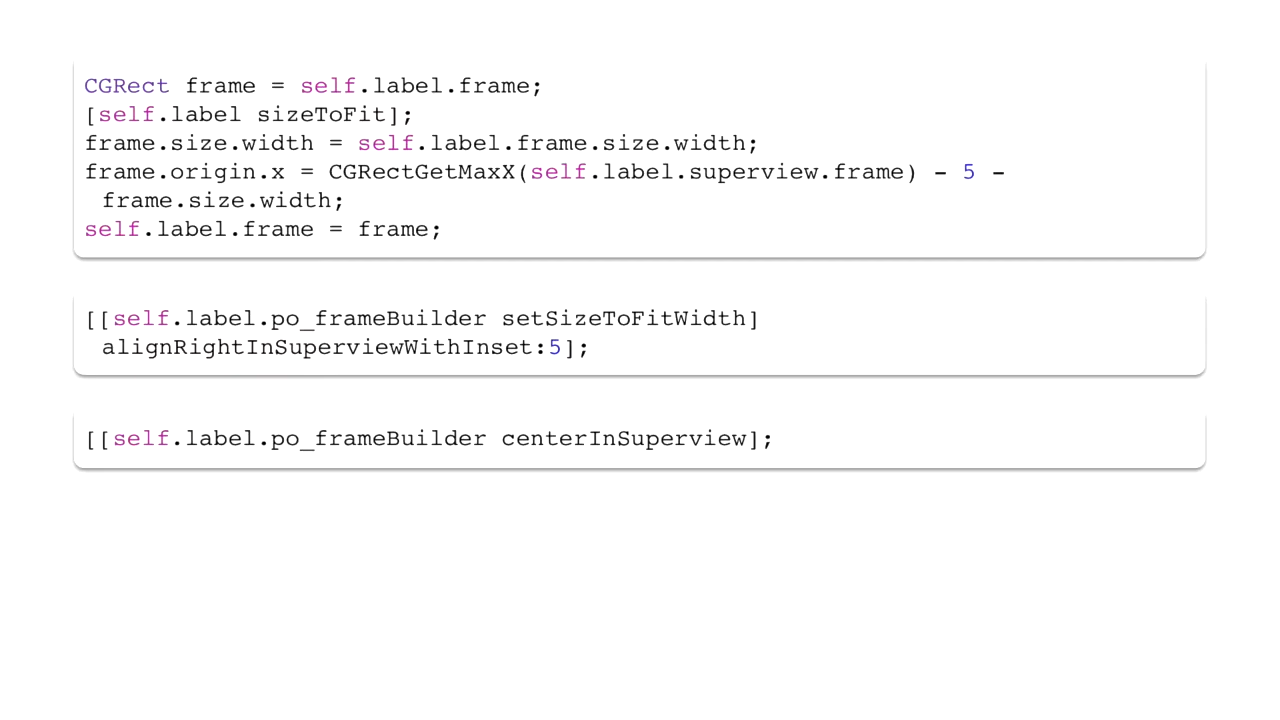 CGRect frame = self.label.frame;
[self.label sizeToFit];
frame.size.width = self.label.frame.size.width;
frame.origin.x = CGRectGetMaxX(self.label.superview.frame) - 5 -
frame.size.width;
self.label.frame = frame;
[[self.label.po_frameBuilder setSizeToFitWidth]
alignRightInSuperviewWithInset:5];
[[self.label.po_frameBuilder centerInSuperview];